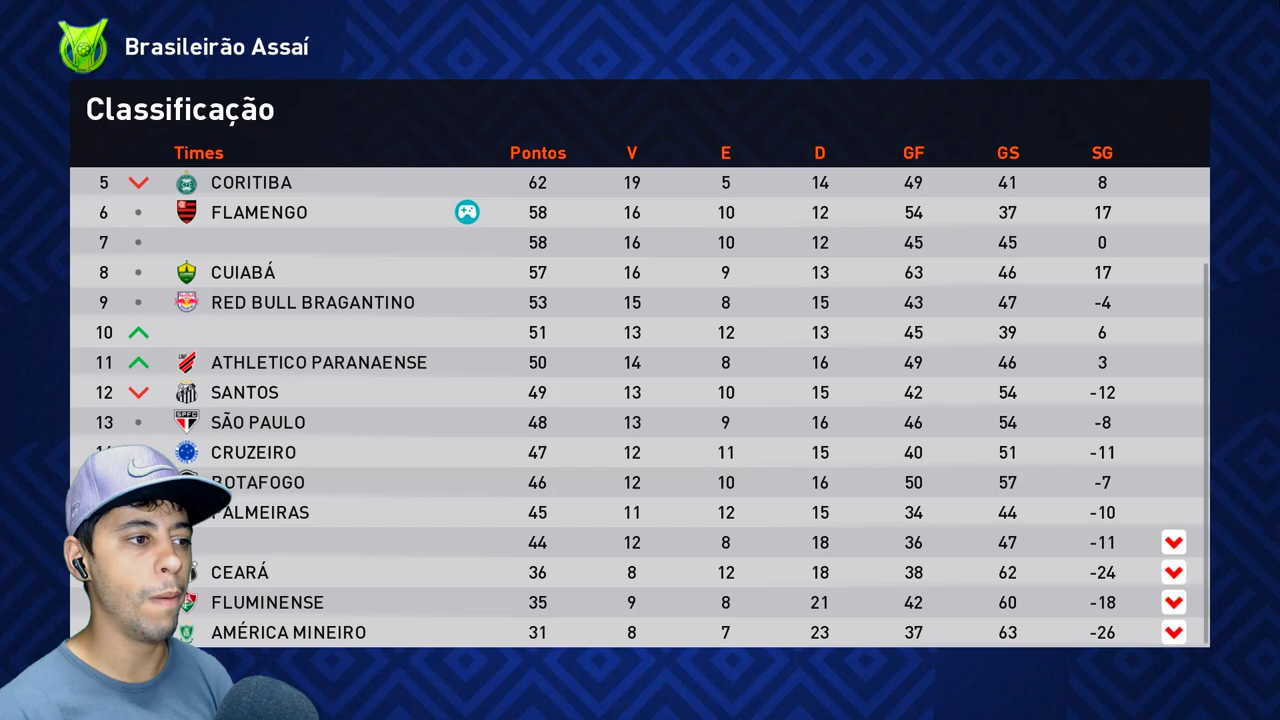 Brasileirão Assaí
Classificação
Times Pontos V E D GF GS SG
5 CORITIBA 62 19 5 14 49 41 8
6 FLAMENGO 58 16 10 12 54 37 17
7 58 16 10 12 45 45 0
8 CUIABÁ 57 16 9 13 63 46 17
9 RED BULL BRAGANTINO 53 15 8 15 43 47 -4
10 51 13 12 13 45 39 6
11 ATHLETICO PARANAENSE 50 14 8 16 49 46 3
12 SANTOS 49 13 10 15 42 54 -12
13 SPFC SÃO PAULO 48 13 9 16 46 54 -8
CRUZEIRO 47 12 11 15 40 51 -11
BOTAFOGO 46 12 10 16 50 57 -7
PALMEIRAS 45 11 12 15 34 44 -10
44 12 8 18 36 47 -11
CEARÁ 36 8 12 18 38 62 -24
FLUMINENSE 35 9 8 21 42 60 -18
AMÉRICA MINEIRO 31 8 7 23 37 63 -26